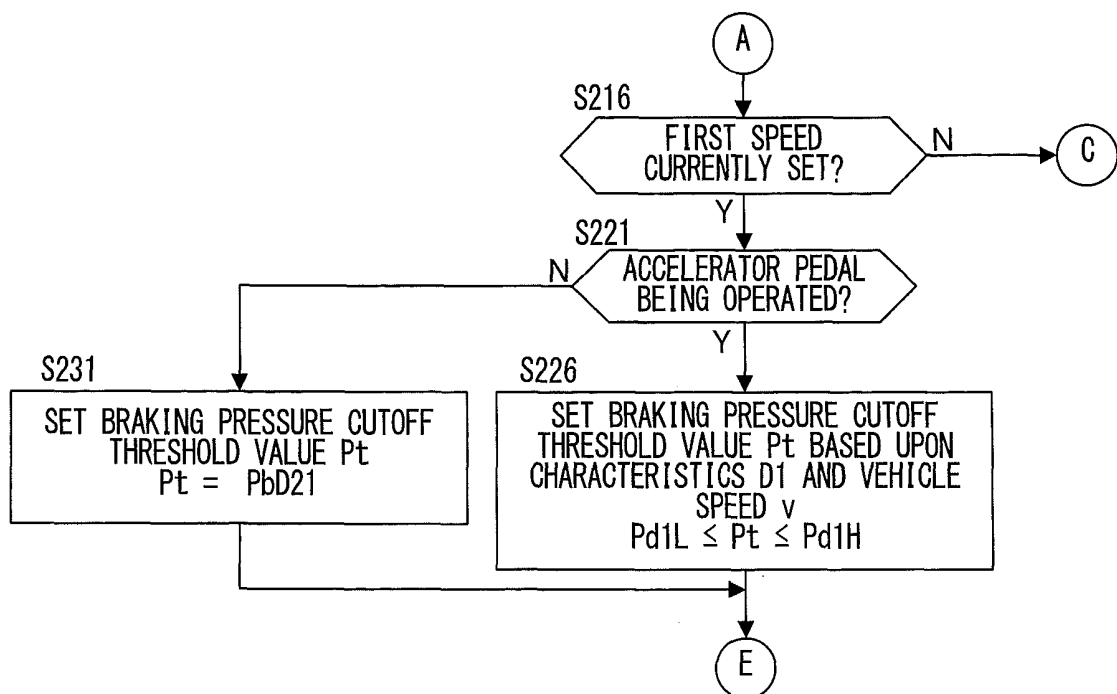 A
S216
FIRST SPEED
CURRENTLY SET?
N
C
Y
S221
ACCELERATOR PEDAL
BEING OPERATED?
N
Y
S231
SET BRAKING PRESSURE CUTOFF
THRESHOLD VALUE Pt
Pt = PbD21
S226
SET BRAKING PRESSURE CUTOFF
THRESHOLD VALUE Pt BASED UPON
CHARACTERISTICS D1 AND VEHICLE
SPEED v
Pd1L ≤ Pt ≤ Pd1H
E